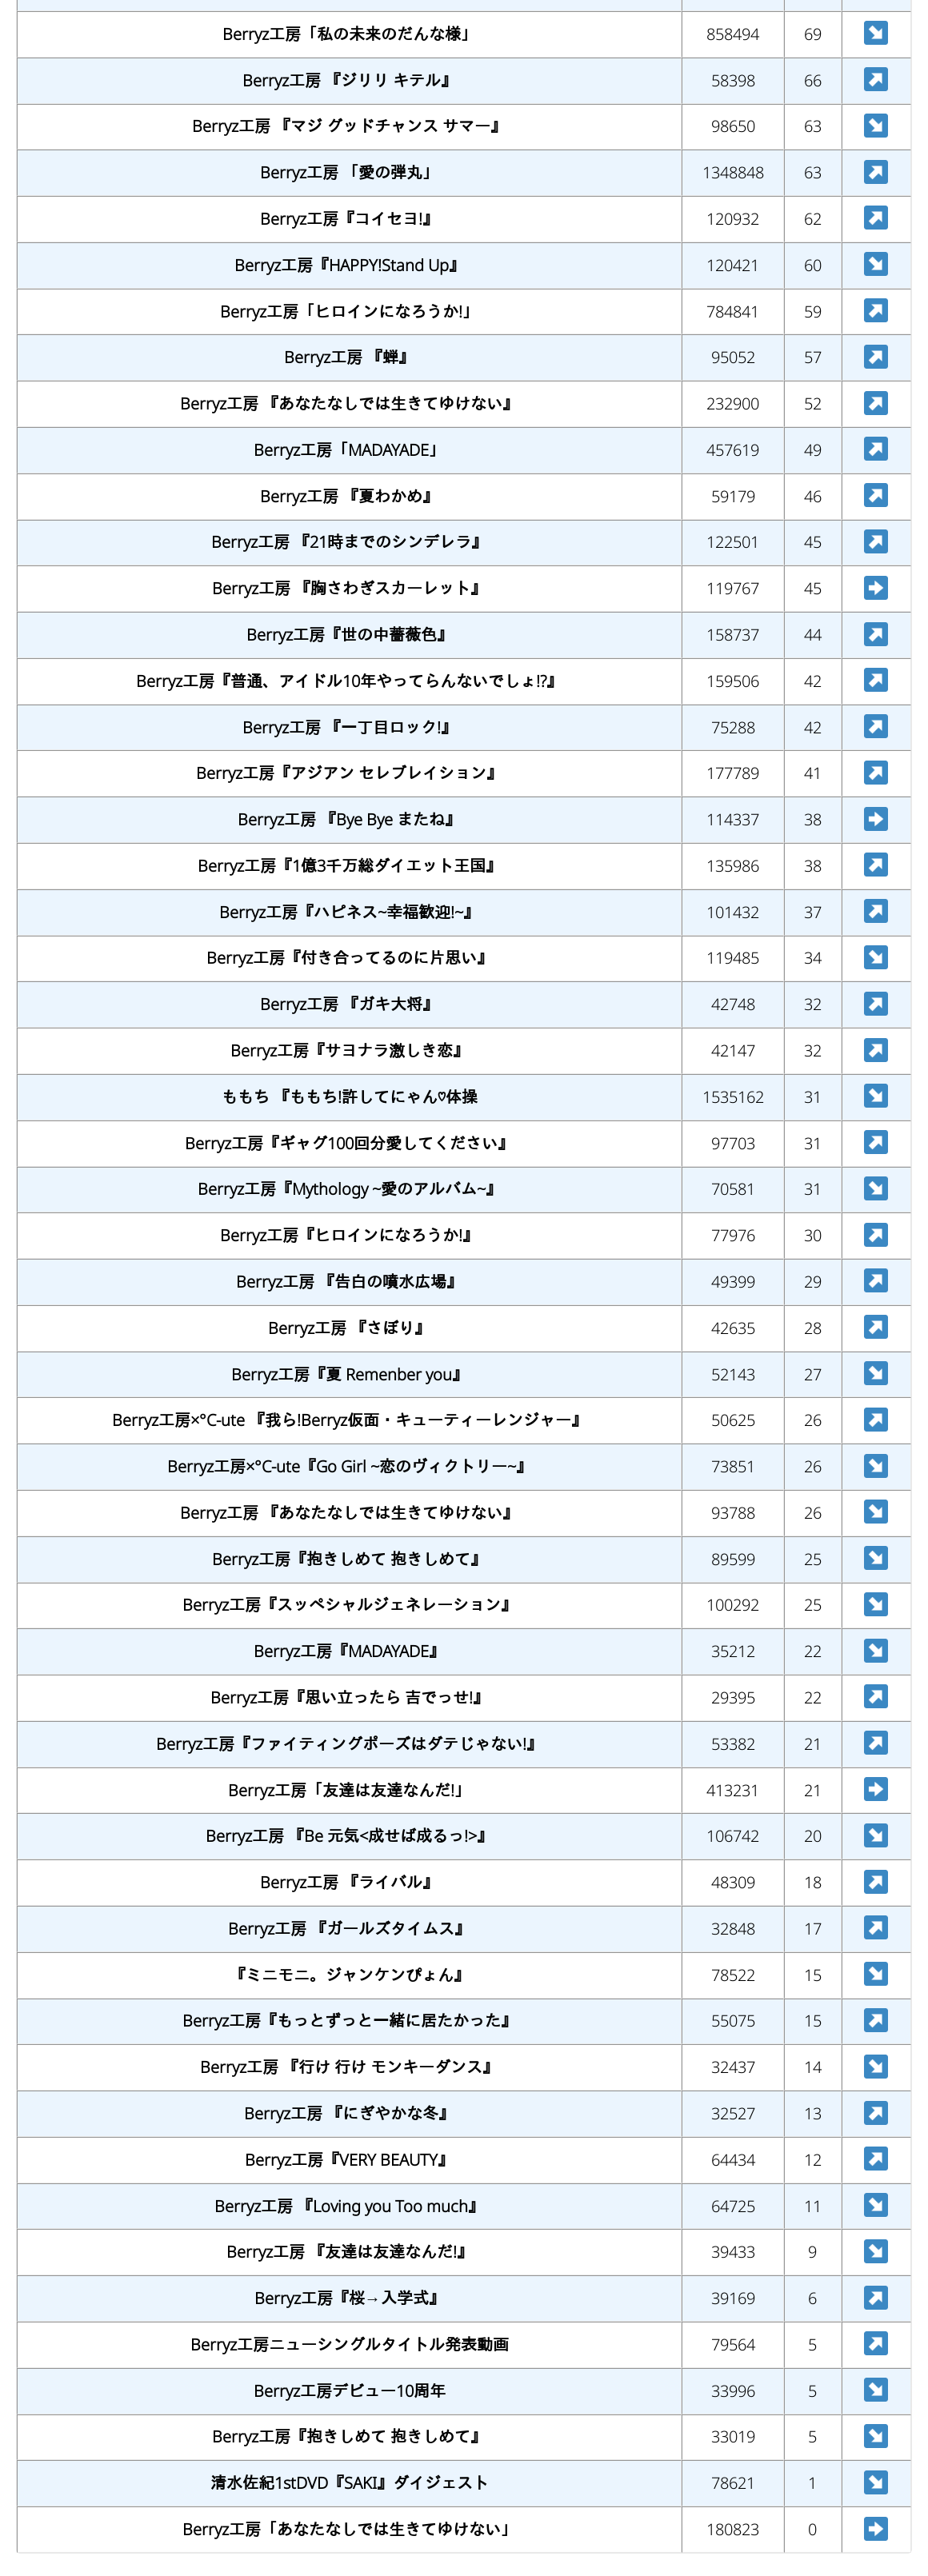 Berryz工房「私の未来のだんな様」 858494 69 ↘
Berryz工房 『ジリリ キテル』 58398 66 ↗
Berryz工房 『マジ グッドチャンス サマー』 98650 63 ↘
Berryz工房 「愛の弾丸」 1348848 63 ↗
Berryz工房『コイセヨ!』 120932 62 ↗
Berryz工房『HAPPY!Stand Up』 120421 60 ↘
Berryz工房「ヒロインになろうか!」 784841 59 ↗
Berryz工房 『蝉』 95052 57 ↗
Berryz工房 『あなたなしでは生きてゆけない』 232900 52 ↗
Berryz工房「MADAYADE」 457619 49 ↗
Berryz工房 『夏わかめ』 59179 46 ↗
Berryz工房 『21時までのシンデレラ』 122501 45 ↗
Berryz工房 『胸さわぎスカーレット』 119767 45 ➡
Berryz工房『世の中薔薇色』 158737 44 ↗
Berryz工房『普通、アイドル10年やってらんないでしょ!?』 159506 42 ↗
Berryz工房 『一丁目ロック!』 75288 42 ↗
Berryz工房『アジアン セレブレイション』 177789 41 ↗
Berryz工房 『Bye Bye またね』 114337 38 ➡
Berryz工房『1億3千万総ダイエット王国』 135986 38 ↗
Berryz工房『ハピネス~幸福歓迎!~』 101432 37 ↗
Berryz工房『付き合ってるのに片思い』 119485 34 ↘
Berryz工房 『ガキ大将』 42748 32 ↗
Berryz工房『サヨナラ激しき恋』 42147 32 ↗
ももち 『ももち!許してにゃん♡体操 1535162 31 ↘
Berryz工房『ギャグ100回分愛してください』 97703 31 ↗
Berryz工房『Mythology ~愛のアルバム~』 70581 31 ↘
Berryz工房『ヒロインになろうか!』 77976 30 ↗
Berryz工房 『告白の噴水広場』 49399 29 ↗
Berryz工房 『さぼり』 42635 28 ↗
Berryz工房『夏 Remenber you』 52143 27 ↘
Berryz工房×°C-ute 『我ら!Berryz仮面・キューティーレンジャー』 50625 26 ↗
Berryz工房×°C-ute『Go Girl ~恋のヴィクトリー~』 73851 26 ↘
Berryz工房 『あなたなしでは生きてゆけない』 93788 26 ↘
Berryz工房『抱きしめて 抱きしめて』 89599 25 ↘
Berryz工房『スッペシャルジェネレーション』 100292 25 ↘
Berryz工房『MADAYADE』 35212 22 ↘
Berryz工房『思い立ったら 吉でっせ!』 29395 22 ↗
Berryz工房『ファイティングポーズはダテじゃない!』 53382 21 ↗
Berryz工房「友達は友達なんだ!」 413231 21 ➡
Berryz工房 『Be 元気<成せば成るっ!>』 106742 20 ↘
Berryz工房 『ライバル』 48309 18 ↗
Berryz工房 『ガールズタイムス』 32848 17 ↗
『ミニモニ。ジャンケンぴょん』 78522 15 ↘
Berryz工房『もっとずっと一緒に居たかった』 55075 15 ↗
Berryz工房 『行け 行け モンキーダンス』 32437 14 ↘
Berryz工房 『にぎやかな冬』 32527 13 ↗
Berryz工房『VERY BEAUTY』 64434 12 ↗
Berryz工房 『Loving you Too much』 64725 11 ↘
Berryz工房 『友達は友達なんだ!』 39433 9 ↘
Berryz工房『桜→入学式』 39169 6 ↗
Berryz工房ニューシングルタイトル発表動画 79564 5 ↗
Berryz工房デビュー10周年 33996 5 ↘
Berryz工房『抱きしめて 抱きしめて』 33019 5 ↘
清水佐紀1stDVD『SAKI』ダイジェスト 78621 1 ↘
Berryz工房「あなたなしでは生きてゆけない」 180823 0 ➡